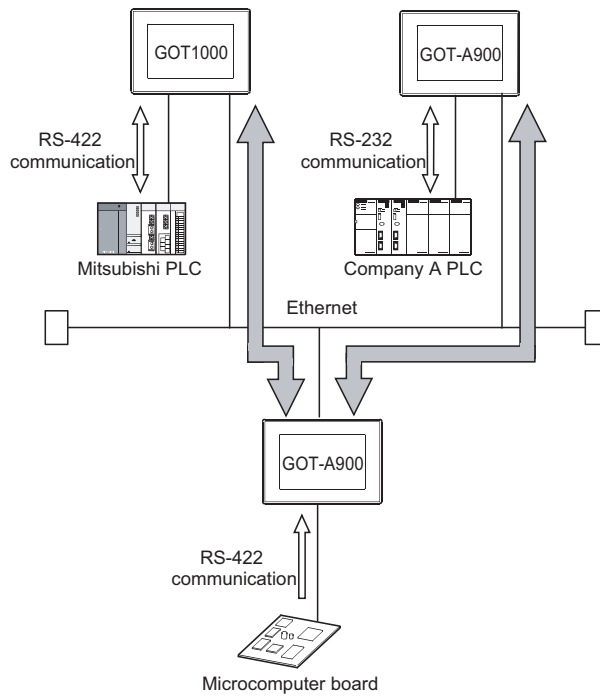 GOT1000
GOT-A900
RS-422
communication
RS-232
communication
Mitsubishi PLC
Company A PLC
Ethernet
GOT-A900
RS-422
communication
Microcomputer board